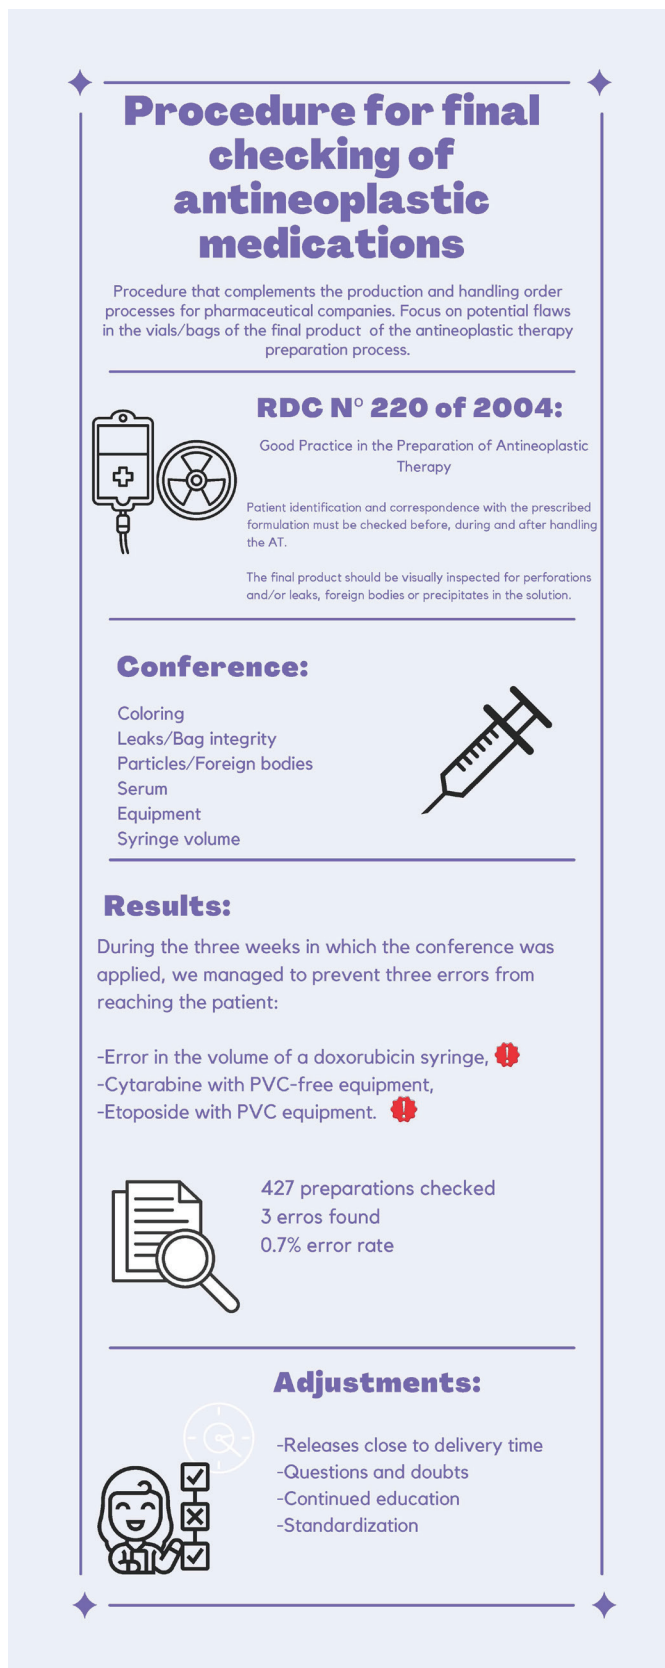 Procedure for final
checking of
antineoplastic
medications
Procedure that complements the production and handling order
processes for pharmaceutical companies. Focus on potential flaws
in the vials/bags of the final product of the antineoplastic therapy
preparation process.
RDC Nº 220 of 2004:
Good Practice in the Preparation of Antineoplastic
Therapy
Patient identification and correspondence with the prescribed
formulation must be checked before, during and after handling
the AT.
The final product should be visually inspected for perforations
and/or leaks, foreign bodies or precipitates in the solution.
Conference:
Coloring
Leaks/Bag integrity
Particles/Foreign bodies
Serum
Equipment
Syringe volume
Results:
During the three weeks in which the conference was
applied, we managed to prevent three errors from
reaching the patient:
-Error in the volume of a doxorubicin syringe,
-Cytarabine with PVC-free equipment,
-Etoposide with PVC equipment.
427 preparations checked
3 erros found
0.7% error rate
Adjustments:
-Releases close to delivery time
-Questions and doubts
-Continued education
-Standardization